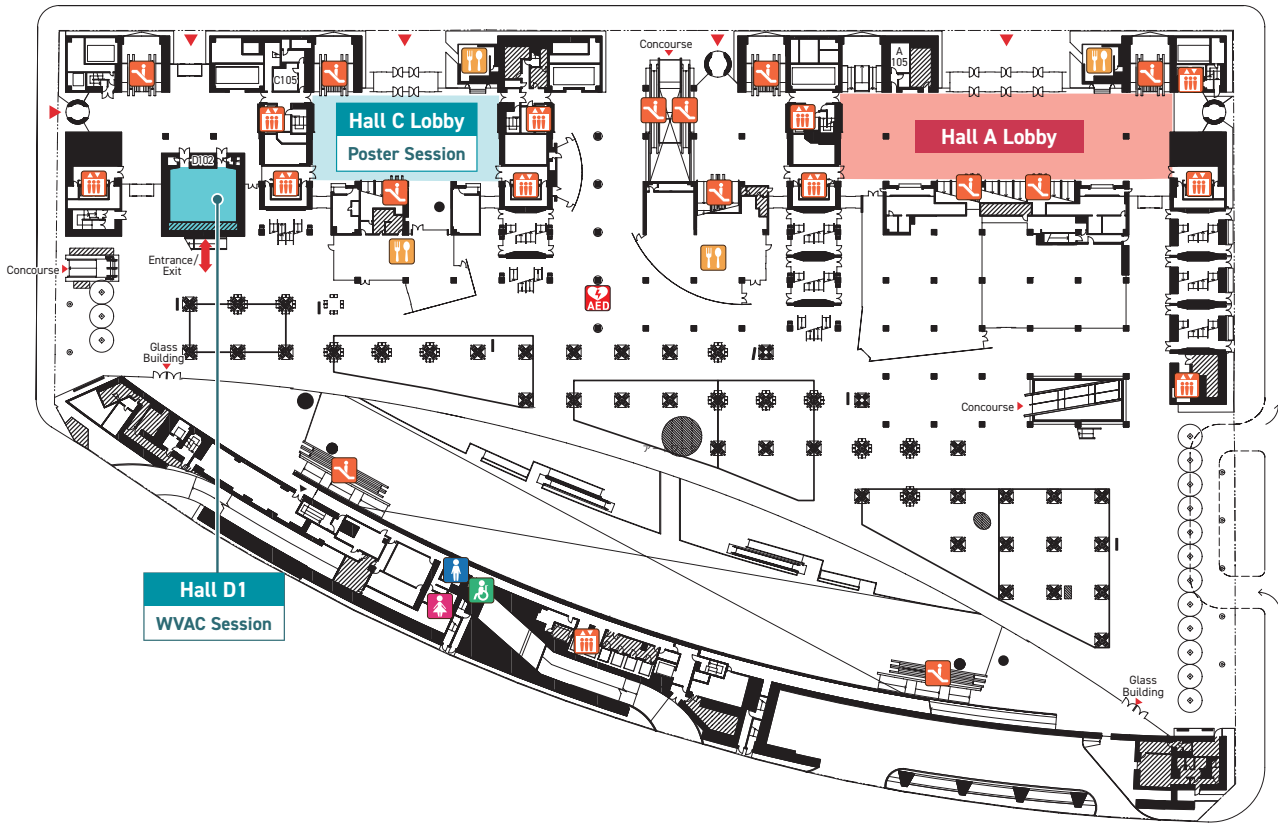 Concourse
C105
A
105
Hall C Lobby
Poster Session
Hall A Lobby
D102
Entrance/
Exit
Concourse
AED
Glass
Building
Concourse
Hall D1
WVAC Session
Glass
Building